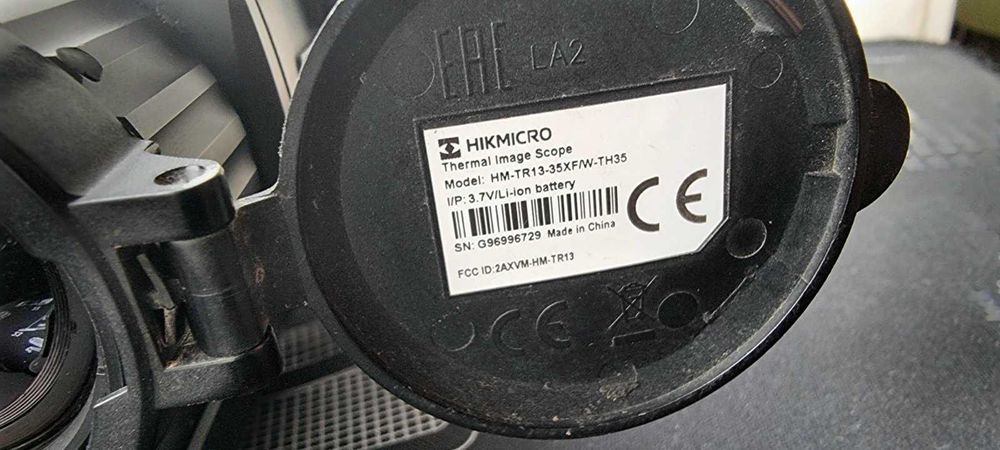 EAC LA2
HIKMICRO
Thermal Image Scope
Model: HM-TR13-35XF/W-TH35
I/P: 3.7V/Li-ion battery
SN: G96996729 Made in China
FCC ID:2AXVM-HM-TR13
CE
CE